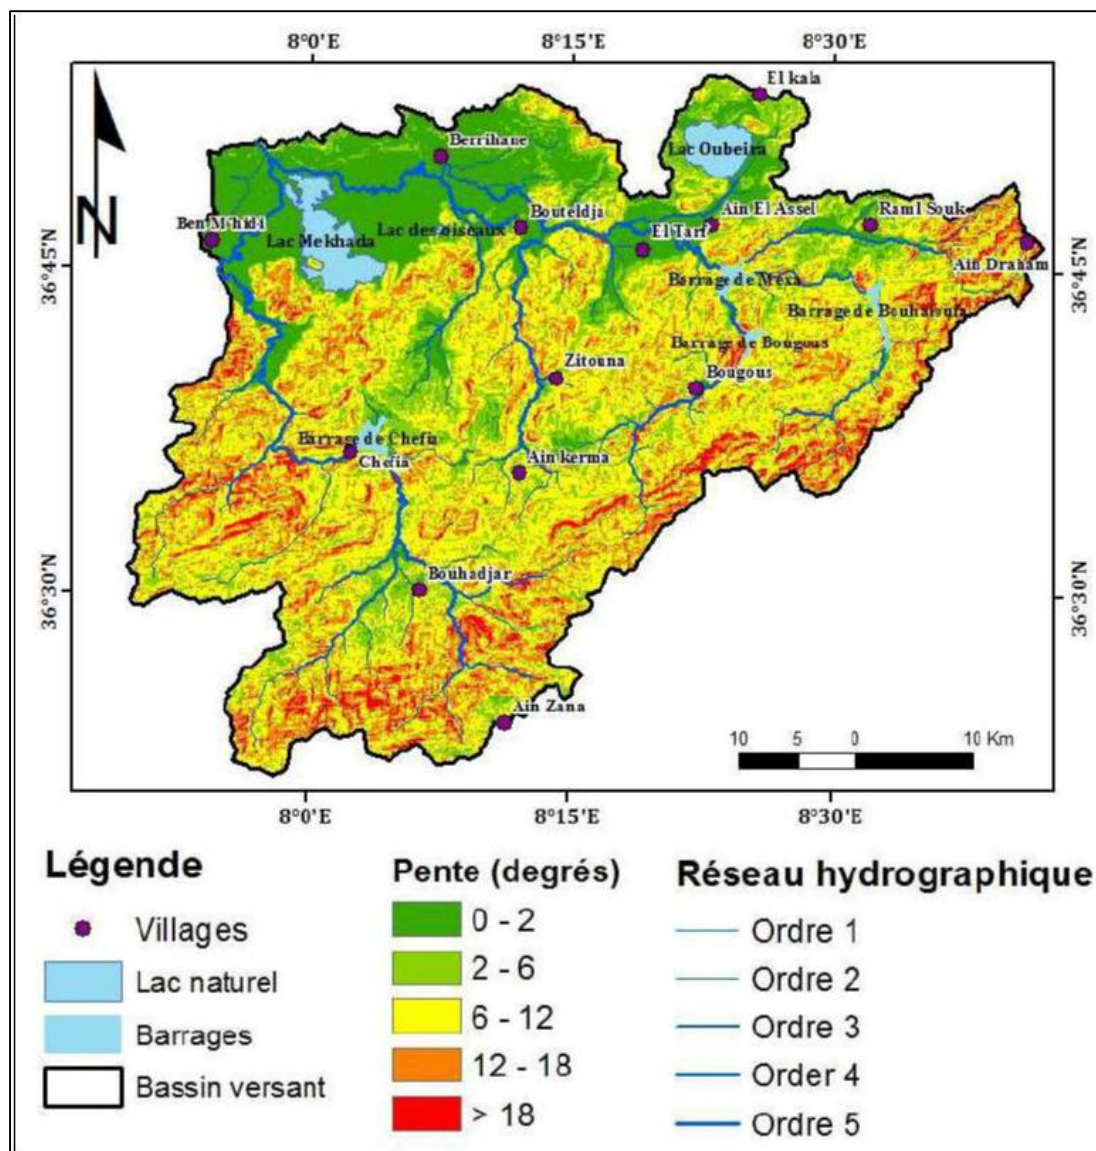 8°0'E 8°15'E 8°30'E
El kala
Berrihane
Lac Oubeira
Ben M'hidi
Lac Mekhada
Lac des oiseaux
Bouteldja
Ain El Assel
Raml Souk
El Tarf
Ain Draham
36°45'N
36°45'N
N
Barrage de Mexa
Barrage de Bouhaloufa
Barrage de Bougous
Zitouna
Bougous
Barrage de Chefia
Chefia
Ain kerma
Bouhadjar
36°30'N
36°30'N
Ain Zana
10 5 0 10 Km
8°0'E 8°15'E 8°30'E
Légende
Villages
Lac naturel
Barrages
Bassin versant
Pente (degrés)
0 - 2
2 - 6
6 - 12
12 - 18
> 18
Réseau hydrographique
Ordre 1
Ordre 2
Ordre 3
Order 4
Ordre 5